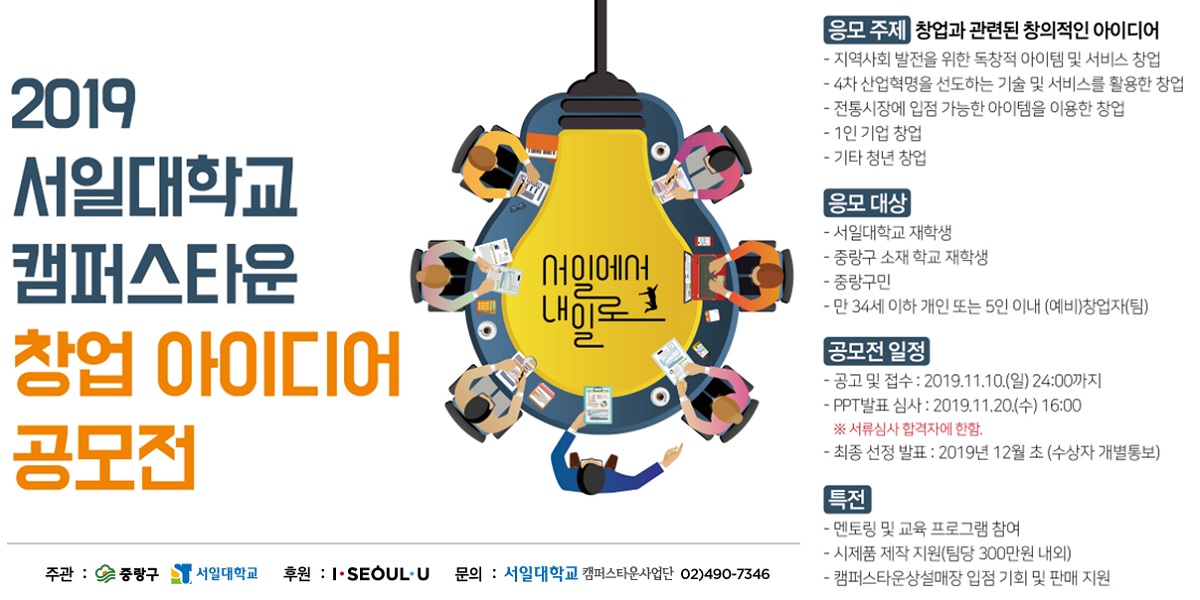 2019
서일대학교
캠퍼스타운
창업 아이디어
공모전
서일에서
내일로
주관 : 중랑구 서일대학교 후원 : I·SEOUL·U 문의 : 서일대학교 캠퍼스타운사업단 02)490-7346
응모 주제 창업과 관련된 창의적인 아이디어
- 지역사회 발전을 위한 독창적 아이템 및 서비스 창업
- 4차 산업혁명을 선도하는 기술 및 서비스를 활용한 창업
- 전통시장에 입점 가능한 아이템을 이용한 창업
- 1인 기업 창업
- 기타 청년 창업
응모 대상
- 서일대학교 재학생
- 중랑구 소재 학교 재학생
- 중랑구민
- 만 34세 이하 개인 또는 5인 이내 (예비)창업자(팀)
공모전 일정
- 공고 및 접수 : 2019.11.10.(일) 24:00까지
- PPT발표 심사 : 2019.11.20.(수) 16:00
※ 서류심사 합격자에 한함.
- 최종 선정 발표 : 2019년 12월 초 (수상자 개별통보)
특전
- 멘토링 및 교육 프로그램 참여
- 시제품 제작 지원(팀당 300만원 내외)
- 캠퍼스타운상설매장 입점 기회 및 판매 지원